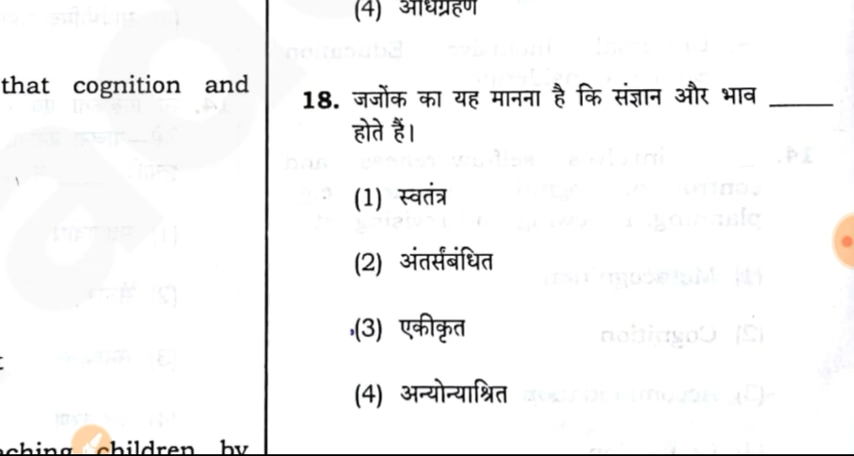 (4) अधिग्रहण
that cognition and
18. जजोंक का यह मानना है कि संज्ञान और भाव ______
होते हैं।
(1) स्वतंत्र
(2) अंतर्संबंधित
(3) एकीकृत
(4) अन्योन्याश्रित
children by